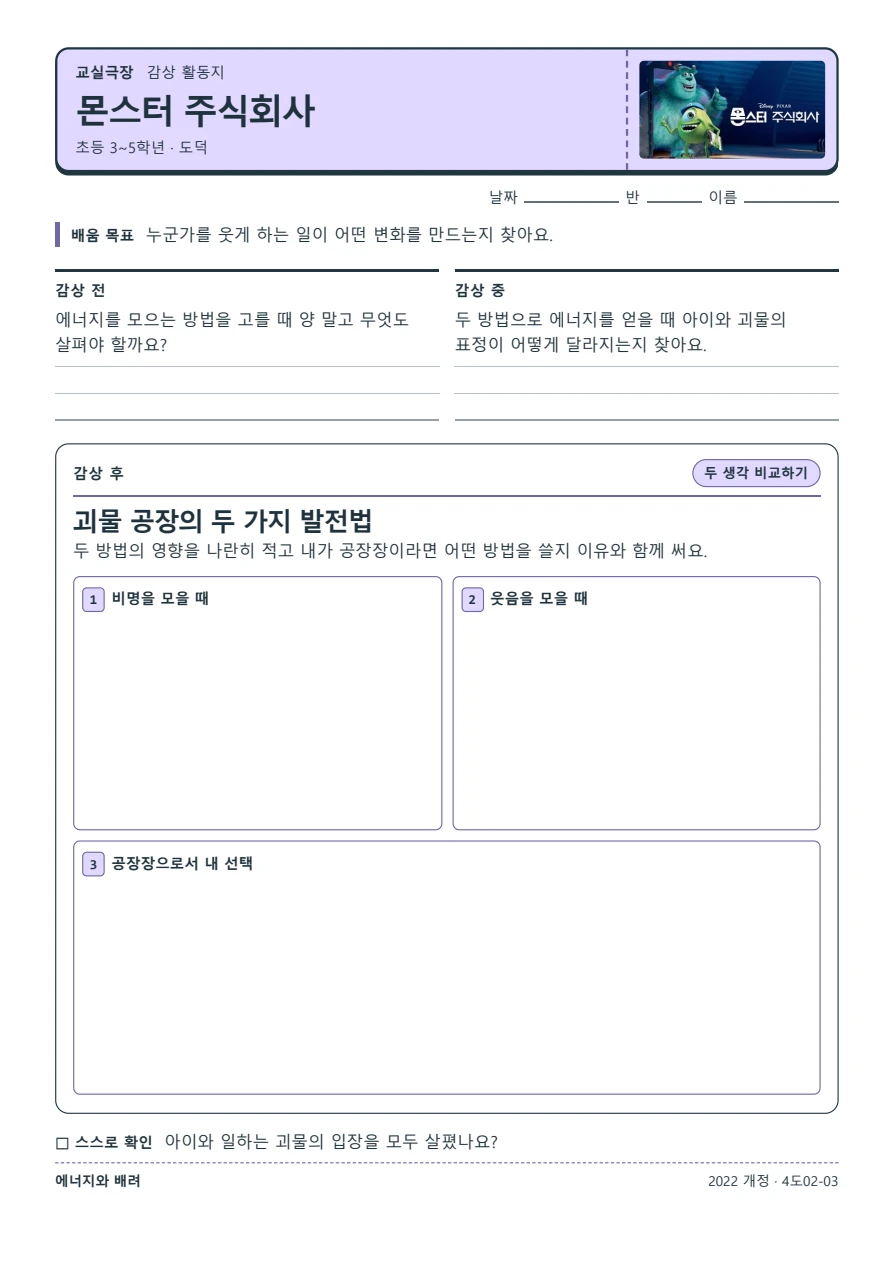 교실극장 감상 활동지
몬스터 주식회사
초등 3~5학년 · 도덕
Disney PIXAR
몬스터 주식회사
날짜 반 이름
배움 목표 누군가를 웃게 하는 일이 어떤 변화를 만드는지 찾아요.
감상 전
에너지를 모으는 방법을 고를 때 양 말고 무엇도
살펴야 할까요?
감상 중
두 방법으로 에너지를 얻을 때 아이와 괴물의
표정이 어떻게 달라지는지 찾아요.
감상 후
두 생각 비교하기
괴물 공장의 두 가지 발전법
두 방법의 영향을 나란히 적고 내가 공장장이라면 어떤 방법을 쓸지 이유와 함께 써요.
1 비명을 모을 때
2 웃음을 모을 때
3 공장장으로서 내 선택
□ 스스로 확인 아이와 일하는 괴물의 입장을 모두 살폈나요?
에너지와 배려
2022 개정 · 4도02-03